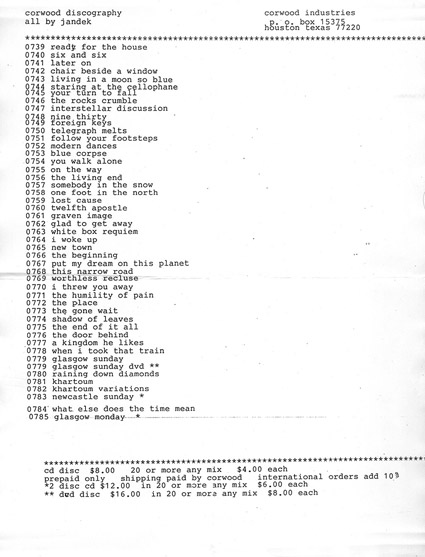 corwood discography
all by jandek
corwood industries
p. o. box 15375
houston texas 77220
0739 ready for the house
0740 six and six
0741 later on
0742 chair beside a window
0743 living in a moon so blue
0744 staring at the cellophane
0745 your turn to fall
0746 the rocks crumble
0747 interstellar discussion
0748 nine thirty
0749 foreign keys
0750 telegraph melts
0751 follow your footsteps
0752 modern dances
0753 blue corpse
0754 you walk alone
0755 on the way
0756 the living end
0757 somebody in the snow
0758 one foot in the north
0759 lost cause
0760 twelfth apostle
0761 graven image
0762 glad to get away
0763 white box requiem
0764 i woke up
0765 new town
0766 the beginning
0767 put my dream on this planet
0768 this narrow road
0769 worthless recluse
0770 i threw you away
0771 the humility of pain
0772 the place
0773 the gone wait
0774 shadow of leaves
0775 the end of it all
0776 the door behind
0777 a kingdom he likes
0778 when i took that train
0779 glasgow sunday
0779 glasgow sunday dvd **
0780 raining down diamonds
0781 khartoum
0782 khartoum variations
0783 newcastle sunday *
0784 what else does the time mean
0785 glasgow monday *
cd disc $8.00 20 or more any mix $4.00 each
prepaid only shipping paid by corwood international orders add
*2 disc cd $12.00 in 20 or more any mix $6.00 each
** dvd disc $16.00 in 20 or more any mix $8.00 each